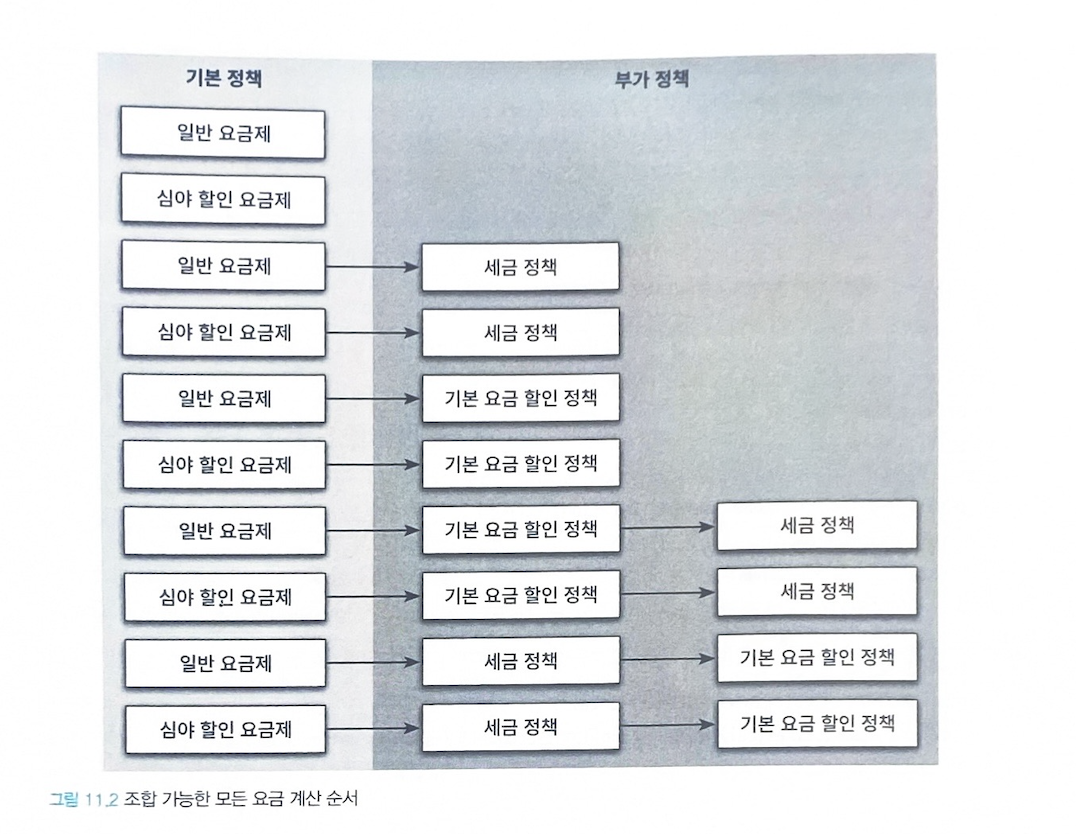 기본 정책 부가 정책
일반 요금제
심야 할인 요금제
일반 요금제 세금 정책
심야 할인 요금제 세금 정책
일반 요금제 기본 요금 할인 정책
심야 할인 요금제 기본 요금 할인 정책
일반 요금제 기본 요금 할인 정책 세금 정책
심야 할인 요금제 기본 요금 할인 정책 세금 정책
일반 요금제 세금 정책 기본 요금 할인 정책
심야 할인 요금제 세금 정책 기본 요금 할인 정책
그림 11.2 조합 가능한 모든 요금 계산 순서